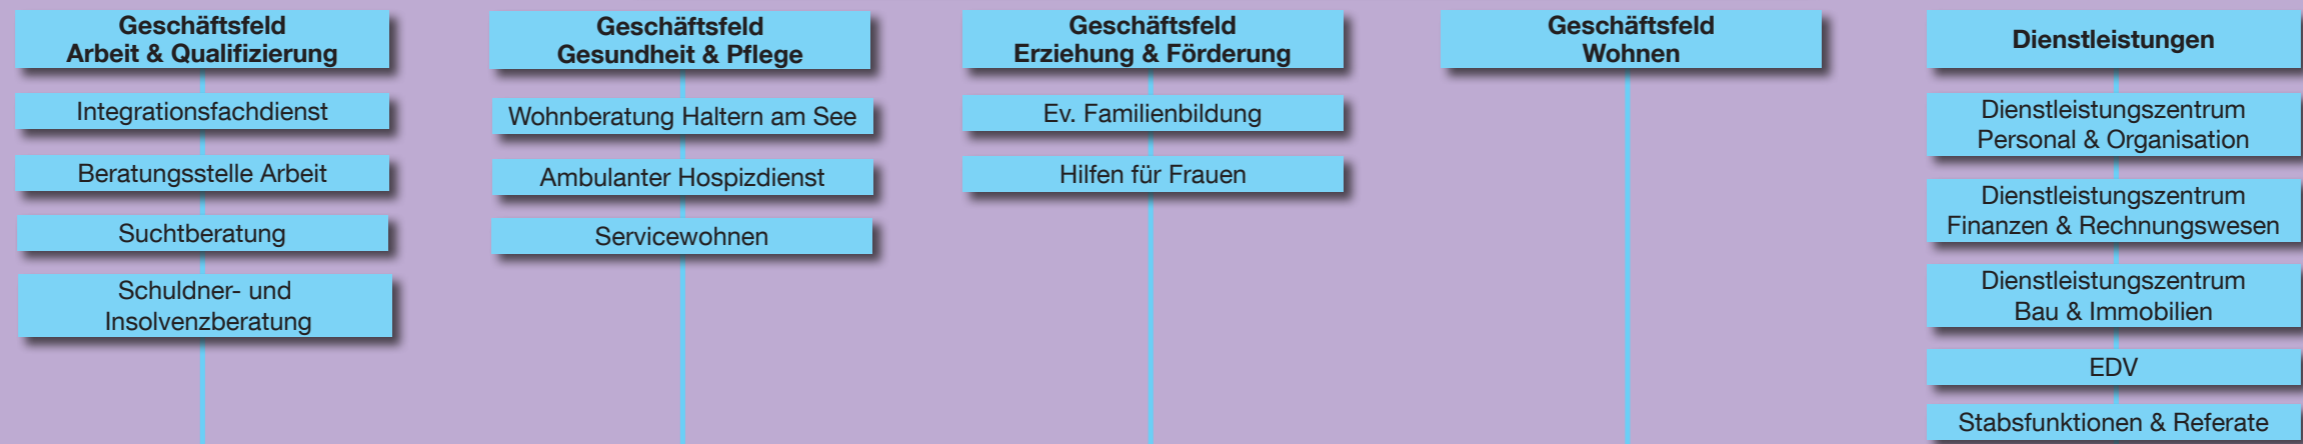 Geschäftsfeld
Arbeit & Qualifizierung
Integrationsfachdienst
Beratungsstelle Arbeit
Suchtberatung
Schuldner- und
Insolvenzberatung
Geschäftsfeld
Gesundheit & Pflege
Wohnberatung Haltern am See
Ambulanter Hospizdienst
Servicewohnen
Geschäftsfeld
Erziehung & Förderung
Ev. Familienbildung
Hilfen für Frauen
Geschäftsfeld
Wohnen
Dienstleistungen
Dienstleistungszentrum
Personal & Organisation
Dienstleistungszentrum
Finanzen & Rechnungswesen
Dienstleistungszentrum
Bau & Immobilien
EDV
Stabsfunktionen & Referate